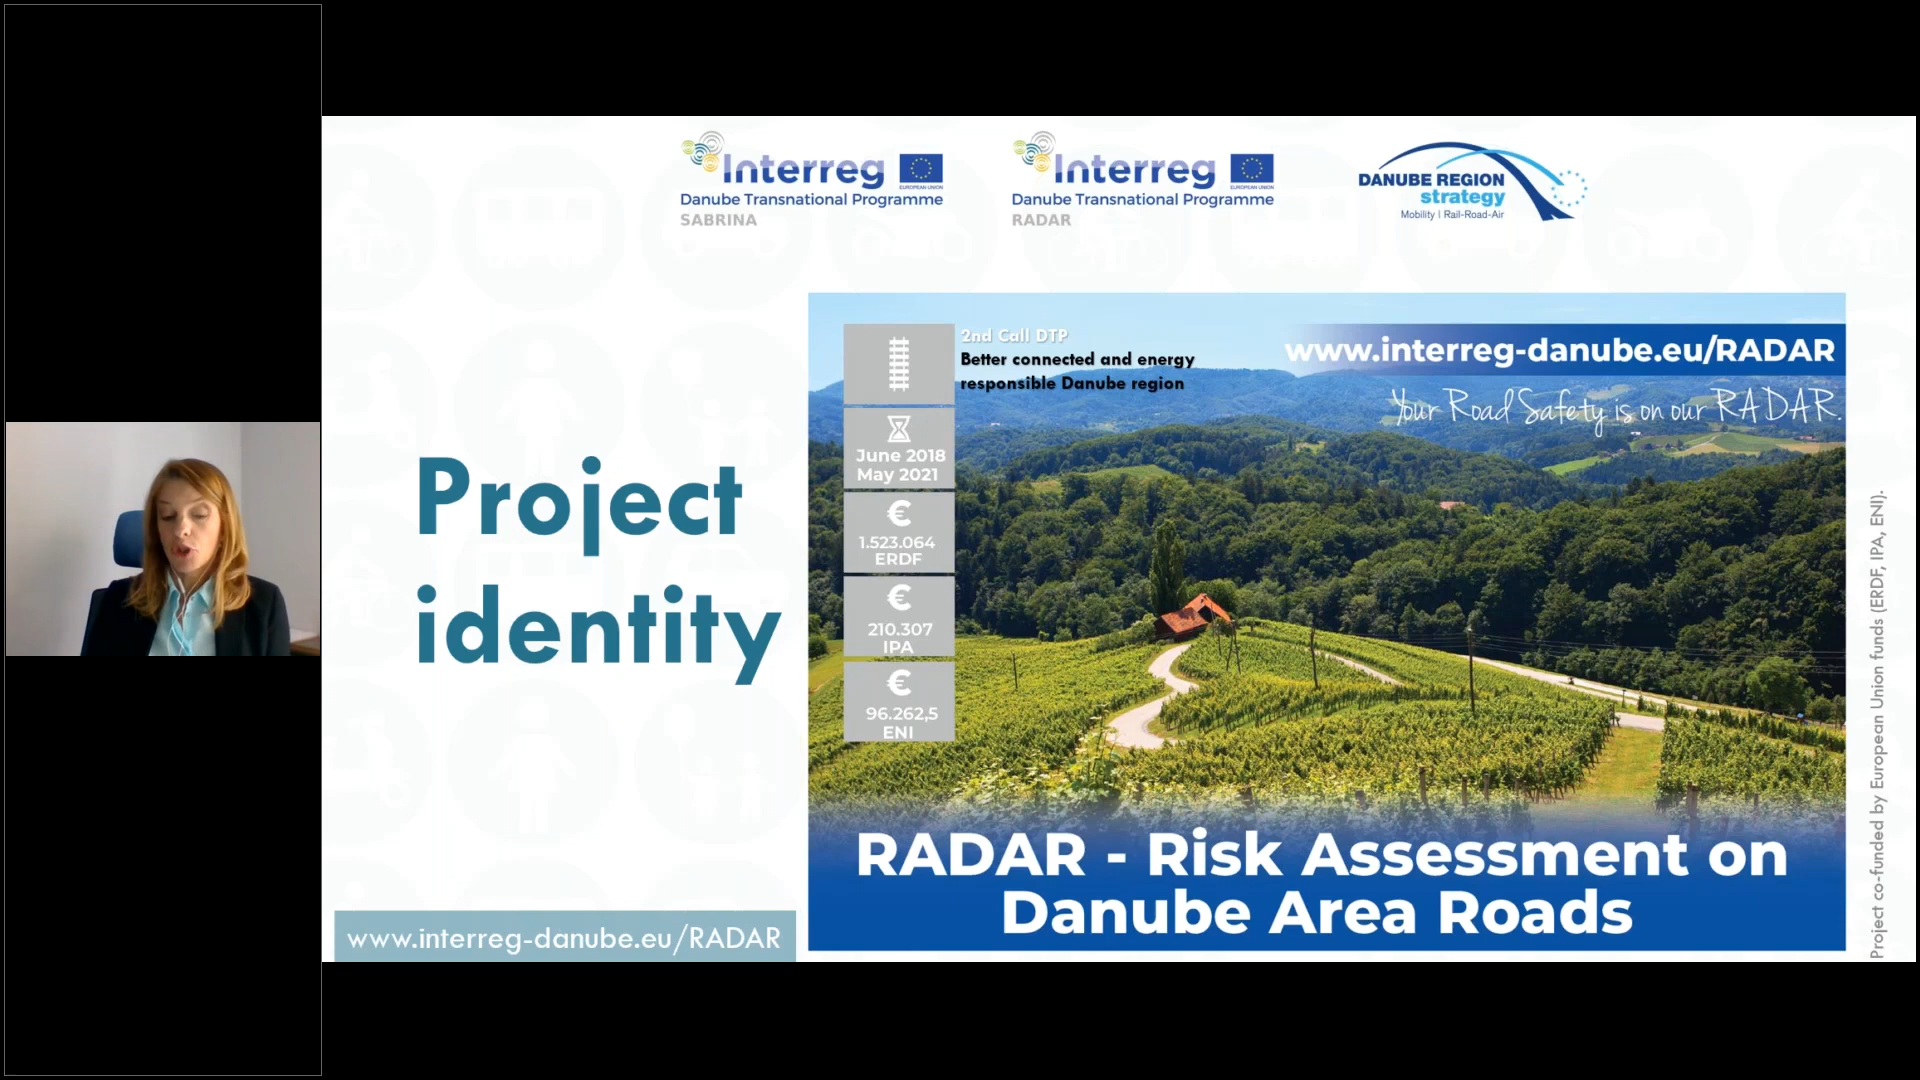 Interreg
EUROPEAN UNION
Danube Transnational Programme
SABRINA
Interreg
EUROPEAN UNION
Danube Transnational Programme
RADAR
DANUBE REGION
strategy
Mobility | Rail-Road-Air
Project
identity
www.interreg-danube.eu/RADAR
2nd Call DTP
Better connected and energy
responsible Danube region
June 2018
May 2021
€
1.523.064
ERDF
€
210.307
IPA
€
96.262,5
ENI
www.interreg-danube.eu/RADAR
Your Road Safety is on our RADAR.
RADAR - Risk Assessment on
Danube Area Roads
Project co-funded by European Union funds (ERDF, IPA, ENI).